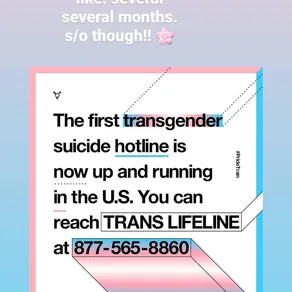 like. several
several months.
s/o though!! 🌸
The first transgender
suicide hotline is
now up and running
in the U.S. You can
reach TRANS LIFELINE
at 877-565-8860